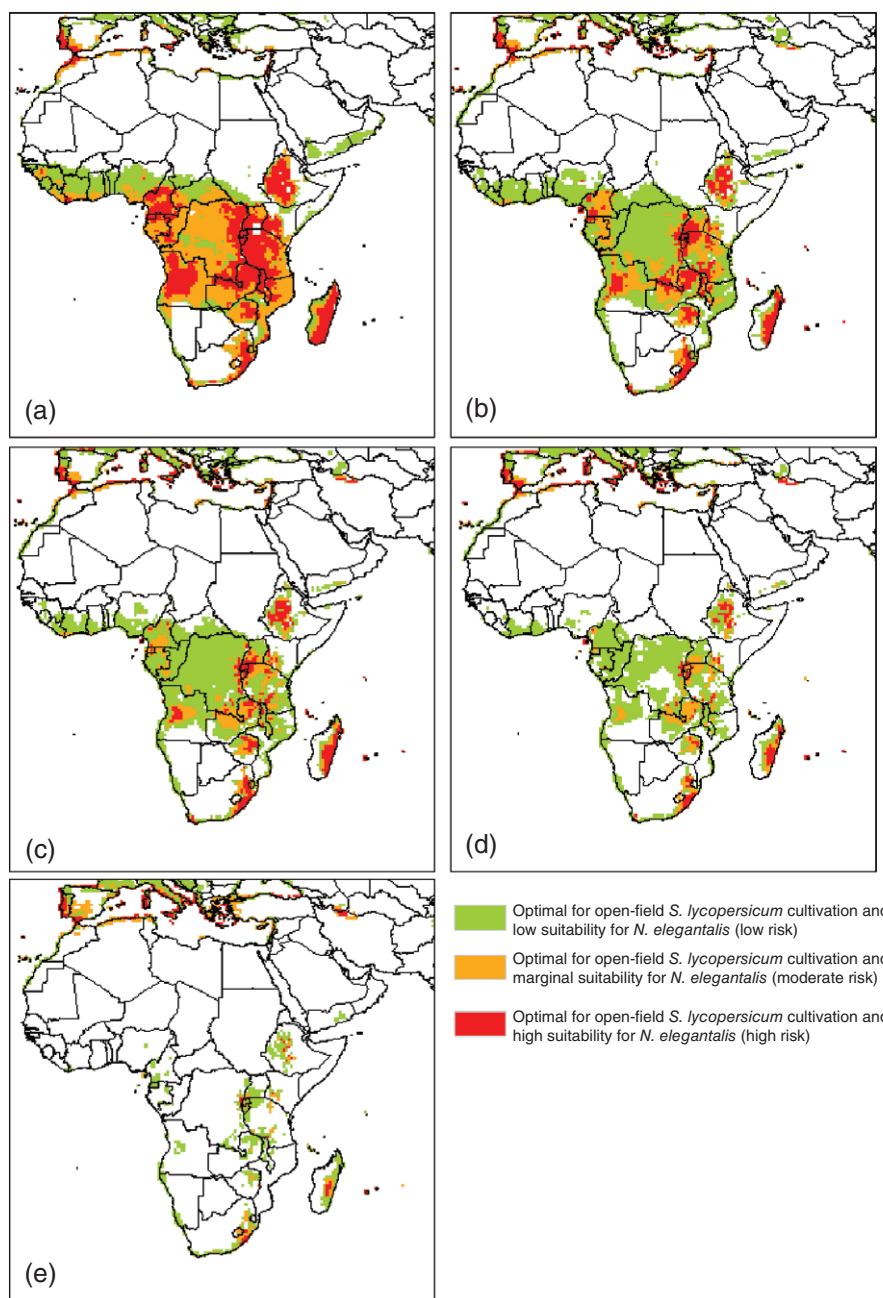 (a)
(b)
(c)
(d)
(e)
Optimal for open-field S. lycopersicum cultivation and
low suitability for N. elegantalis (low risk)
Optimal for open-field S. lycopersicum cultivation and
marginal suitability for N. elegantalis (moderate risk)
Optimal for open-field S. lycopersicum cultivation and
high suitability for N. elegantalis (high risk)